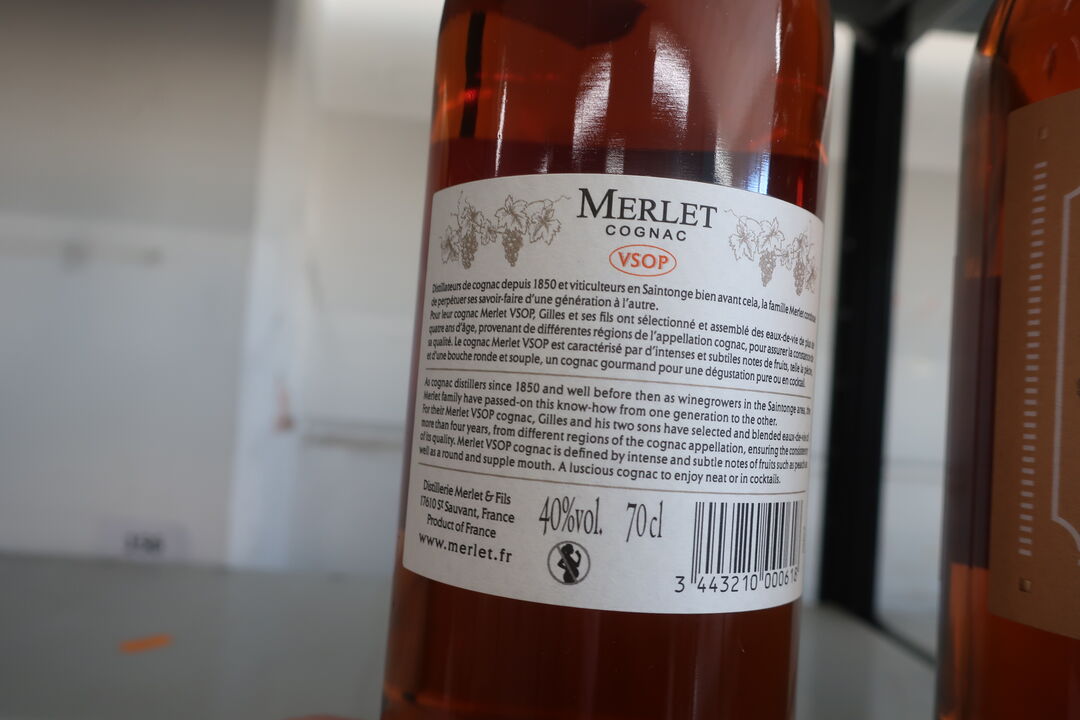 MERLET
COGNAC
VSOP
Distillateurs de cognac depuis 1850 et viticulteurs en Saintonge bien avant cela, la famille Merlet
de perpétuer ses savoir-faire d'une génération à l'autre.
Pour leur cognac Merlet VSOP, Gilles et ses fils ont sélectionné et assemblé des eaux-de-vie de plus de
quatre ans d'âge, provenant de différentes régions de l'appellation cognac, pour assurer la constance de
sa qualité. Le cognac Merlet VSOP est caractérisé par d'intenses et subtiles notes de fruits, telle la pêche,
et d'une bouche ronde et souple, un cognac gourmand pour une dégustation pure ou en cocktail.
As cognac distillers since 1850 and well before then as winegrowers in the Saintonge area, the
Merlet family have passed-on this know-how from one generation to the other.
For their Merlet VSOP cognac, Gilles and his two sons have selected and blended eaux-de-vie of
more than four years, from different regions of the cognac appellation, ensuring the consistency
of its quality. Merlet VSOP cognac is defined by intense and subtle notes of fruits such as peach as
well as a round and supple mouth. A luscious cognac to enjoy neat or in cocktails.
Distillerie Merlet & Fils
17610 St Sauvant, France
Product of France
www.merlet.fr
40%vol. 70 cl
3 443210 000618